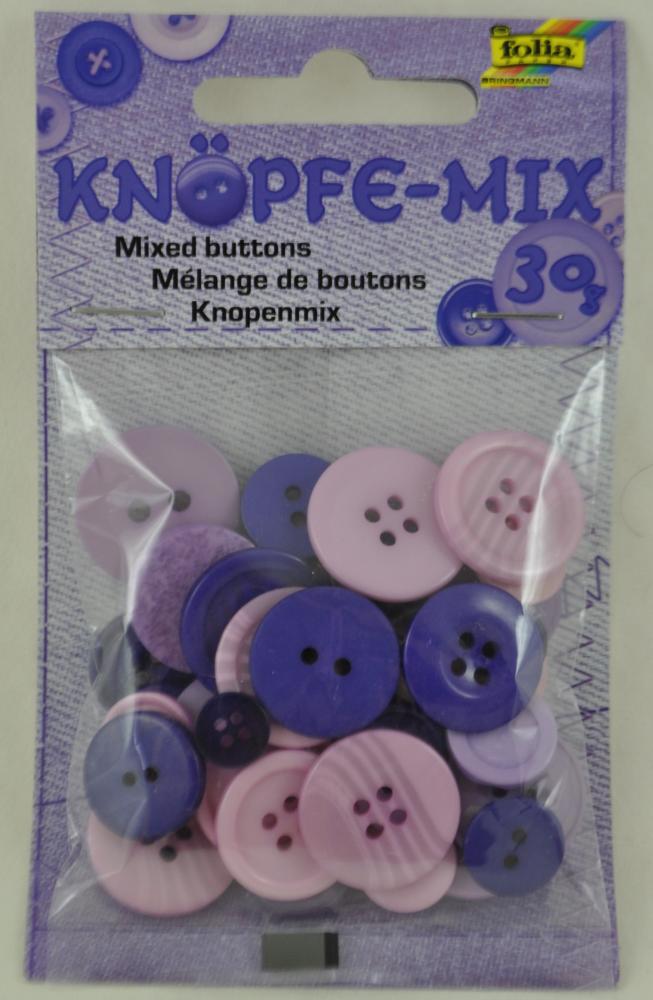 folia
BRINGMANN
KNÖPFE-MIX
Mixed buttons
Mélange de boutons
Knopenmix
30g